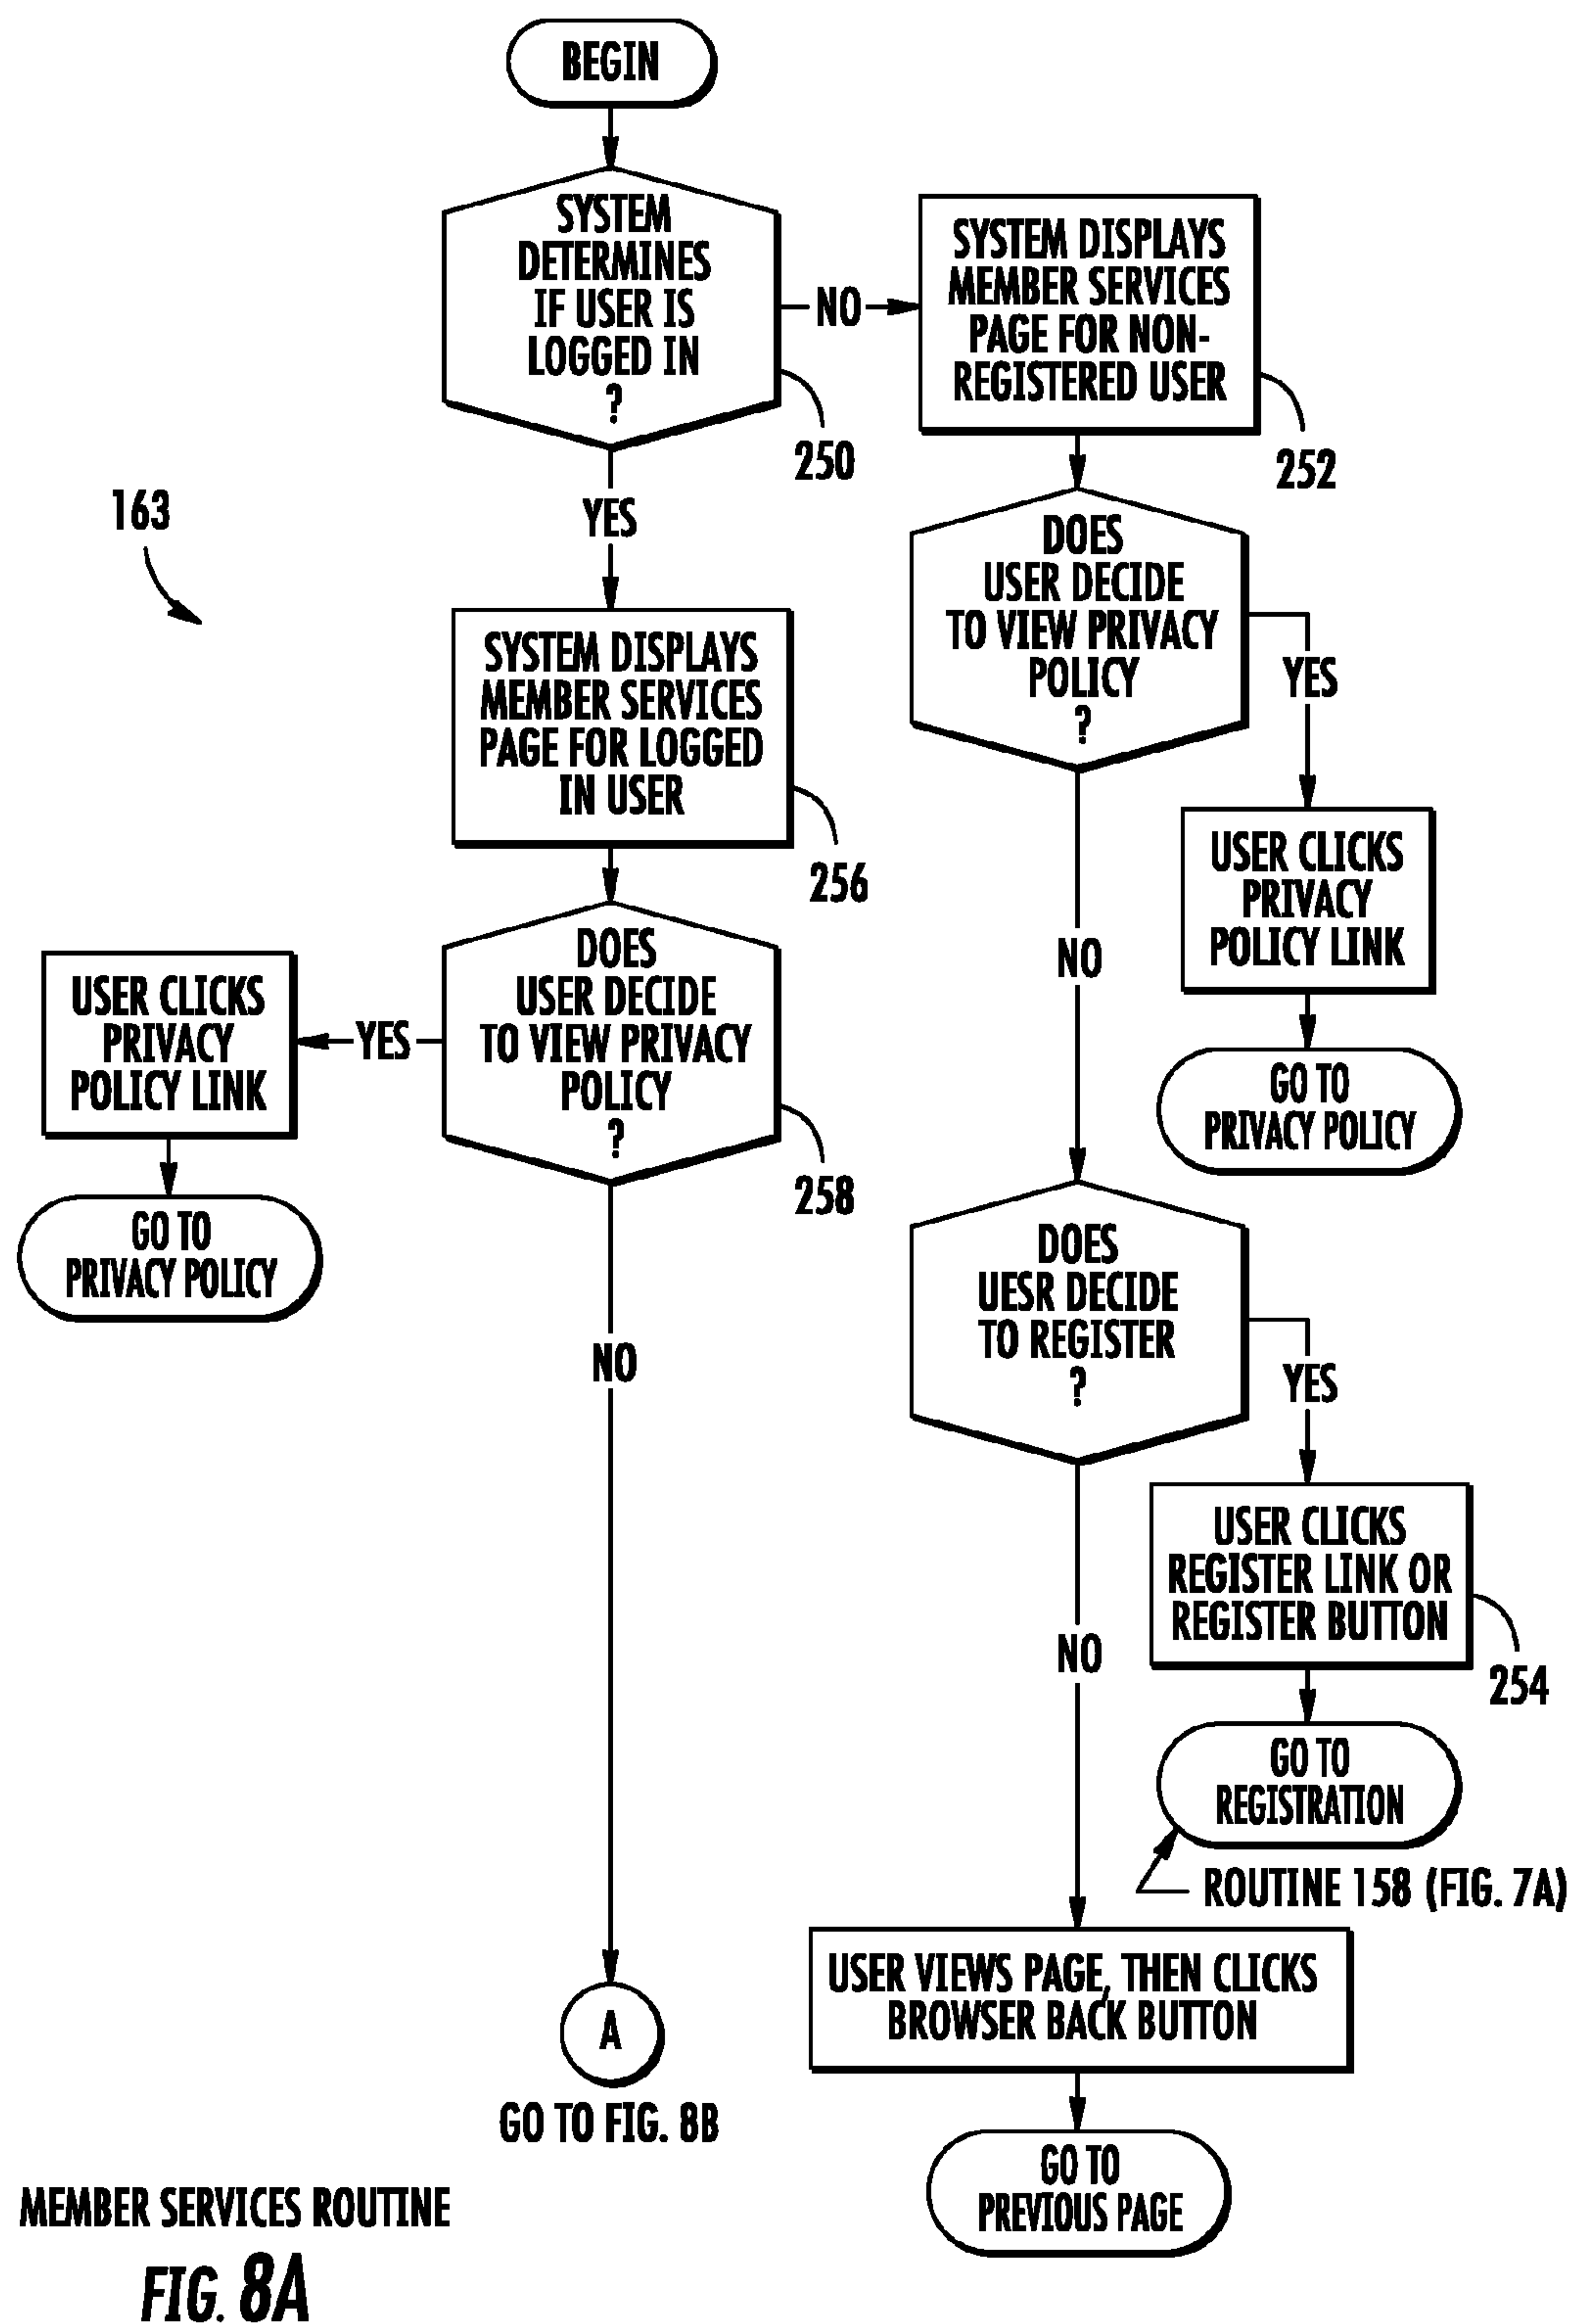 BEGIN
SYSTEM
DETERMINES
IF USER IS
LOGGED IN
?
250
NO
SYSTEM DISPLAYS
MEMBER SERVICES
PAGE FOR NON-
REGISTERED USER
252
YES
163
DOES
USER DECIDE
TO VIEW PRIVACY
POLICY
?
YES
SYSTEM DISPLAYS
MEMBER SERVICES
PAGE FOR LOGGED
IN USER
256
USER CLICKS
PRIVACY
POLICY LINK
GO TO
PRIVACY POLICY
NO
DOES
USER DECIDE
TO VIEW PRIVACY
POLICY
?
258
YES
USER CLICKS
PRIVACY
POLICY LINK
GO TO
PRIVACY POLICY
NO
DOES
UESR DECIDE
TO REGISTER
?
YES
USER CLICKS
REGISTER LINK OR
REGISTER BUTTON
254
GO TO
REGISTRATION
ROUTINE 158 (FIG. 7A)
NO
USER VIEWS PAGE, THEN CLICKS
BROWSER BACK BUTTON
GO TO
PREVIOUS PAGE
A
GO TO FIG. 8B
MEMBER SERVICES ROUTINE
FIG. 8A